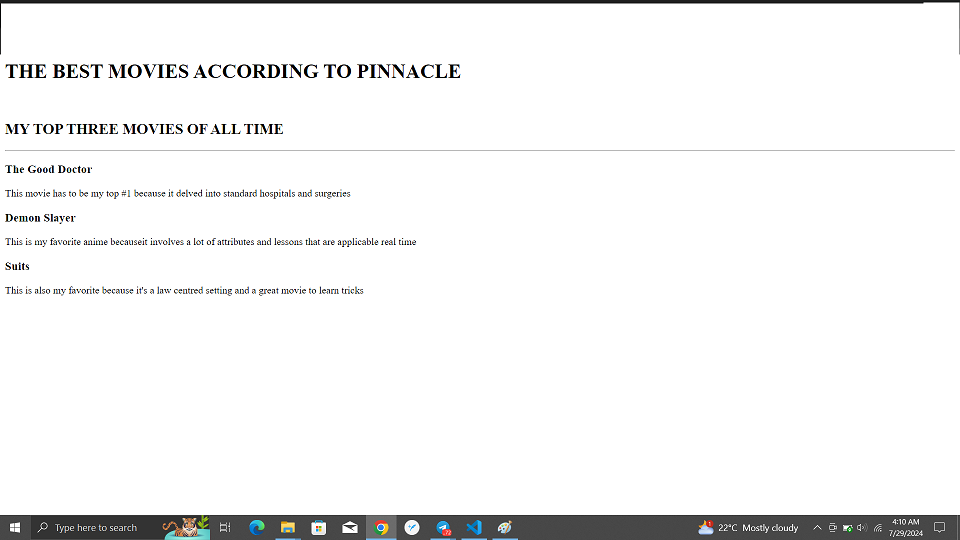 THE BEST MOVIES ACCORDING TO PINNACLE
MY TOP THREE MOVIES OF ALL TIME
The Good Doctor
This movie has to be my top #1 because it delved into standard hospitals and surgeries
Demon Slayer
This is my favorite anime becauseit involves a lot of attributes and lessons that are applicable real time
Suits
This is also my favorite because it's a law centred setting and a great movie to learn tricks
Type here to search
22°C Mostly cloudy
4:10 AM
7/29/2024